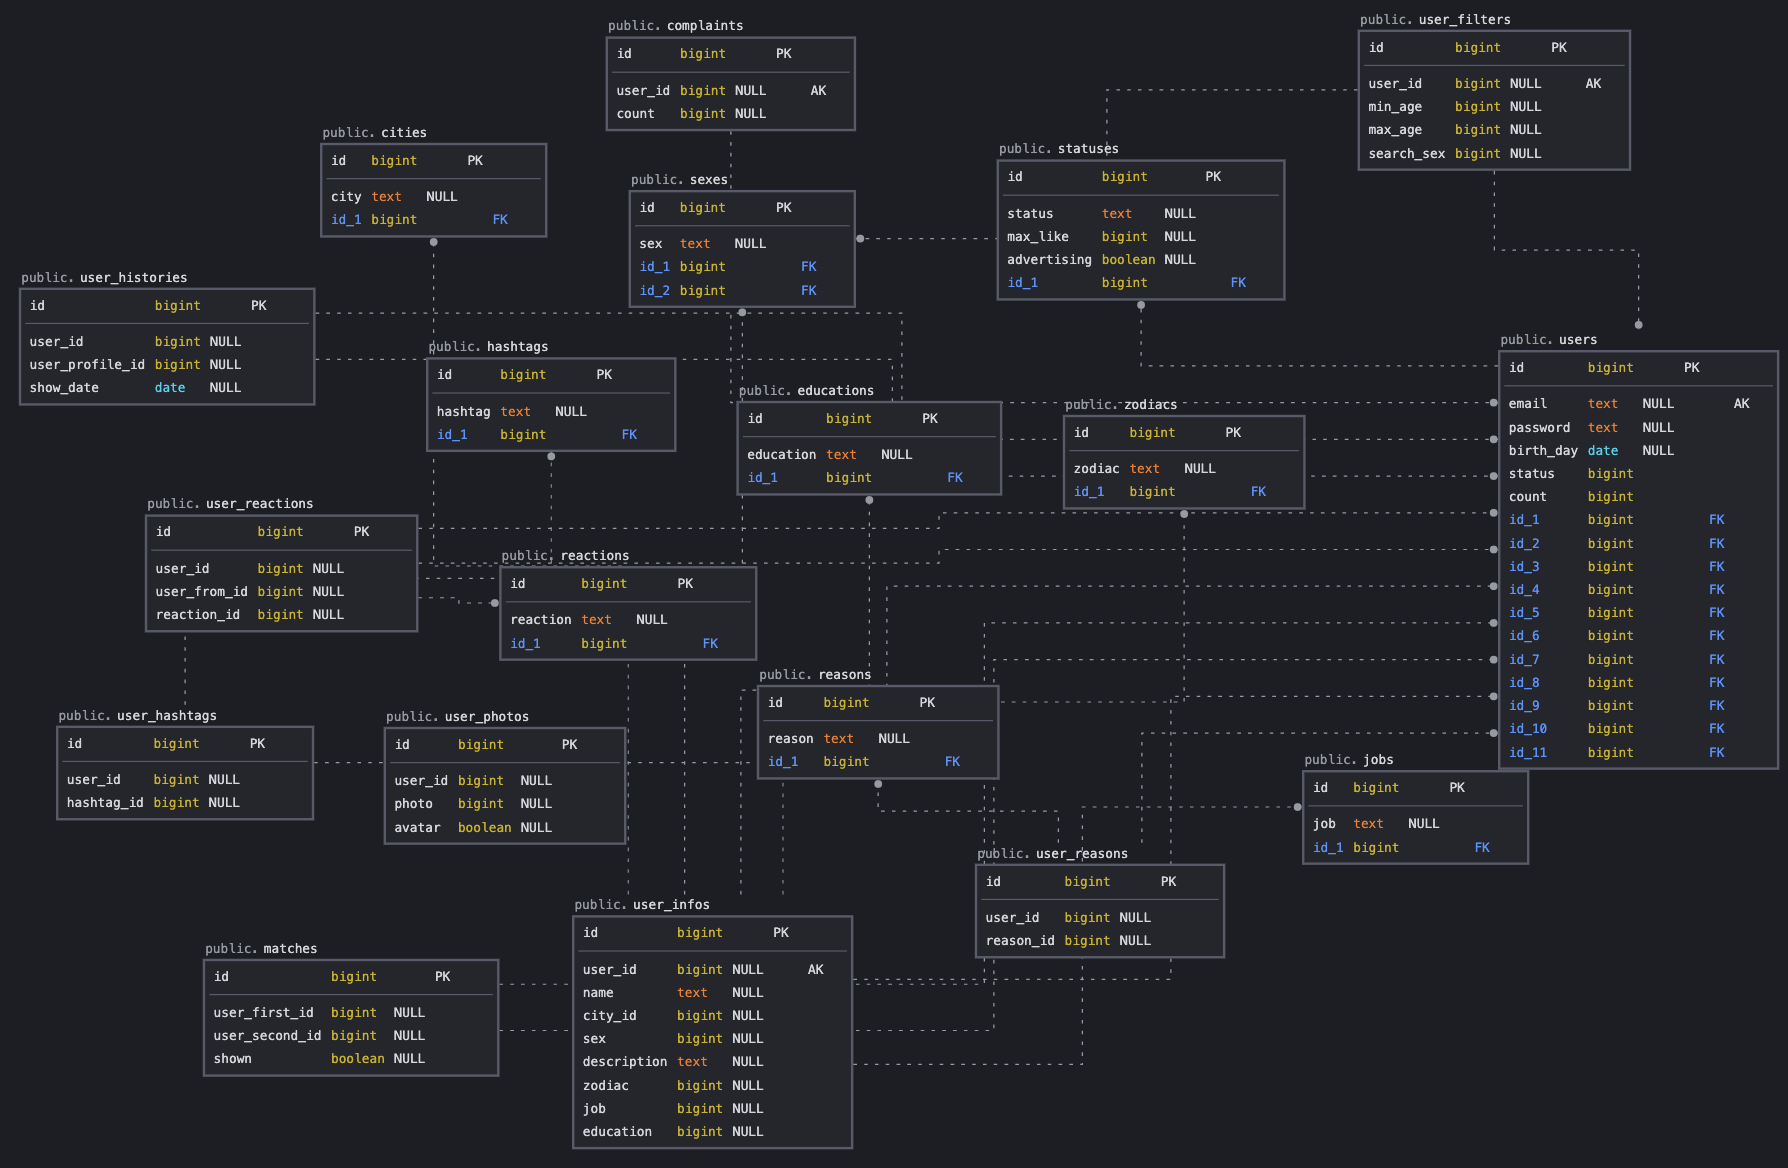 public. complaints
id bigint PK
user_id bigint NULL AK
count bigint NULL
public. user_filters
id bigint PK
user_id bigint NULL AK
min_age bigint NULL
max_age bigint NULL
search_sex bigint NULL
public. cities
id bigint PK
city text NULL
id_1 bigint FK
public. sexes
id bigint PK
sex text NULL
id_1 bigint FK
id_2 bigint FK
public. statuses
id bigint PK
status text NULL
max_like bigint NULL
advertising boolean NULL
id_1 bigint FK
public. user_histories
id bigint PK
user_id bigint NULL
user_profile_id bigint NULL
show_date date NULL
public. hashtags
id bigint PK
hashtag text NULL
id_1 bigint FK
public. educations
id bigint PK
education text NULL
id_1 bigint FK
public. zodiacs
id bigint PK
zodiac text NULL
id_1 bigint FK
public. users
id bigint PK
email text NULL AK
password text NULL
birth_day date NULL
status bigint
count bigint
id_1 bigint FK
id_2 bigint FK
id_3 bigint FK
id_4 bigint FK
id_5 bigint FK
id_6 bigint FK
id_7 bigint FK
id_8 bigint FK
id_9 bigint FK
id_10 bigint FK
id_11 bigint FK
public. user_reactions
id bigint PK
user_id bigint NULL
user_from_id bigint NULL
reaction_id bigint NULL
public. reactions
id bigint PK
reaction text NULL
id_1 bigint FK
public. reasons
id bigint PK
reason text NULL
id_1 bigint FK
public. user_hashtags
id bigint PK
user_id bigint NULL
hashtag_id bigint NULL
public. user_photos
id bigint PK
user_id bigint NULL
photo bigint NULL
avatar boolean NULL
public. jobs
id bigint PK
job text NULL
id_1 bigint FK
public. user_reasons
id bigint PK
user_id bigint NULL
reason_id bigint NULL
public. user_infos
id bigint PK
user_id bigint NULL AK
name text NULL
city_id bigint NULL
sex bigint NULL
description text NULL
zodiac bigint NULL
job bigint NULL
education bigint NULL
public. matches
id bigint PK
user_first_id bigint NULL
user_second_id bigint NULL
shown boolean NULL